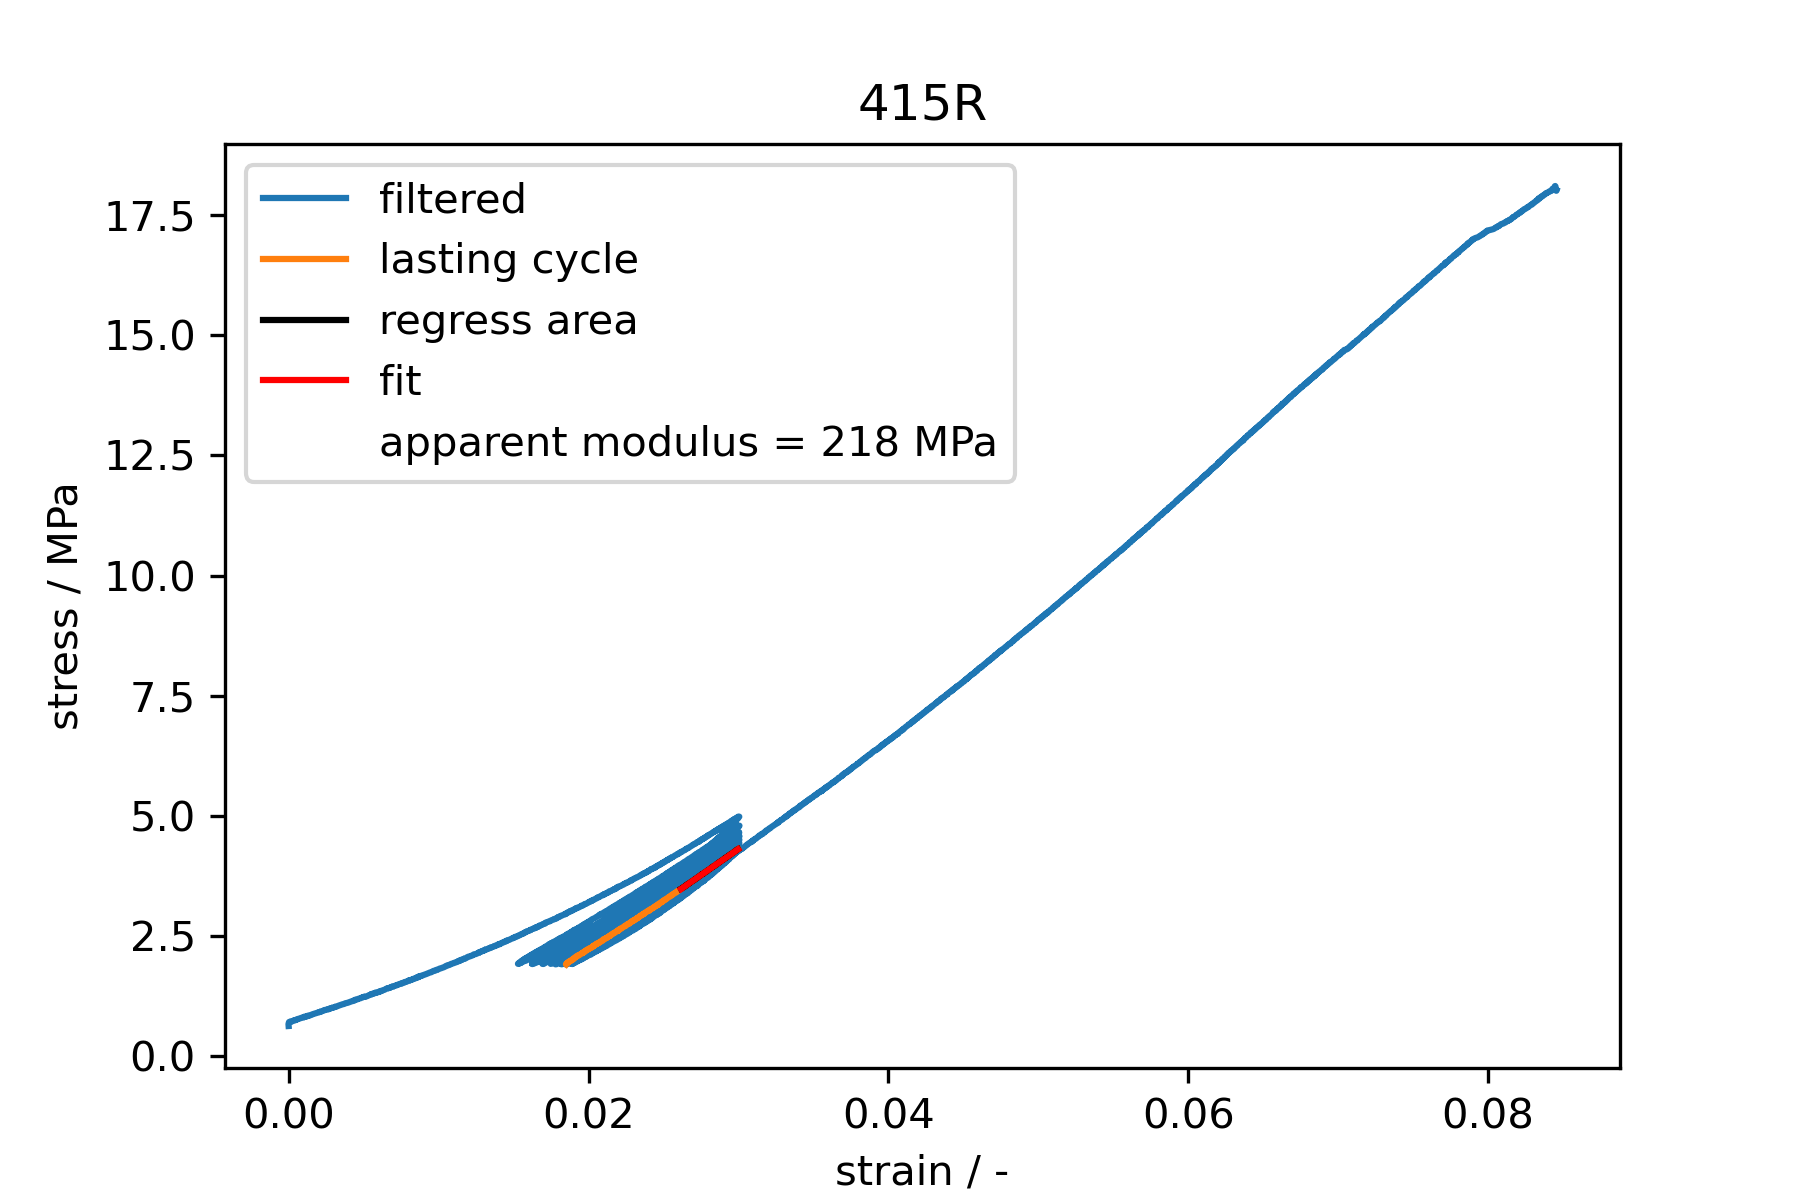 415R
filtered
lasting cycle
regress area
fit
apparent modulus = 218 MPa
stress / MPa
17.5
15.0
12.5
10.0
7.5
5.0
2.5
0.0
0.00 0.02 0.04 0.06 0.08
strain / -